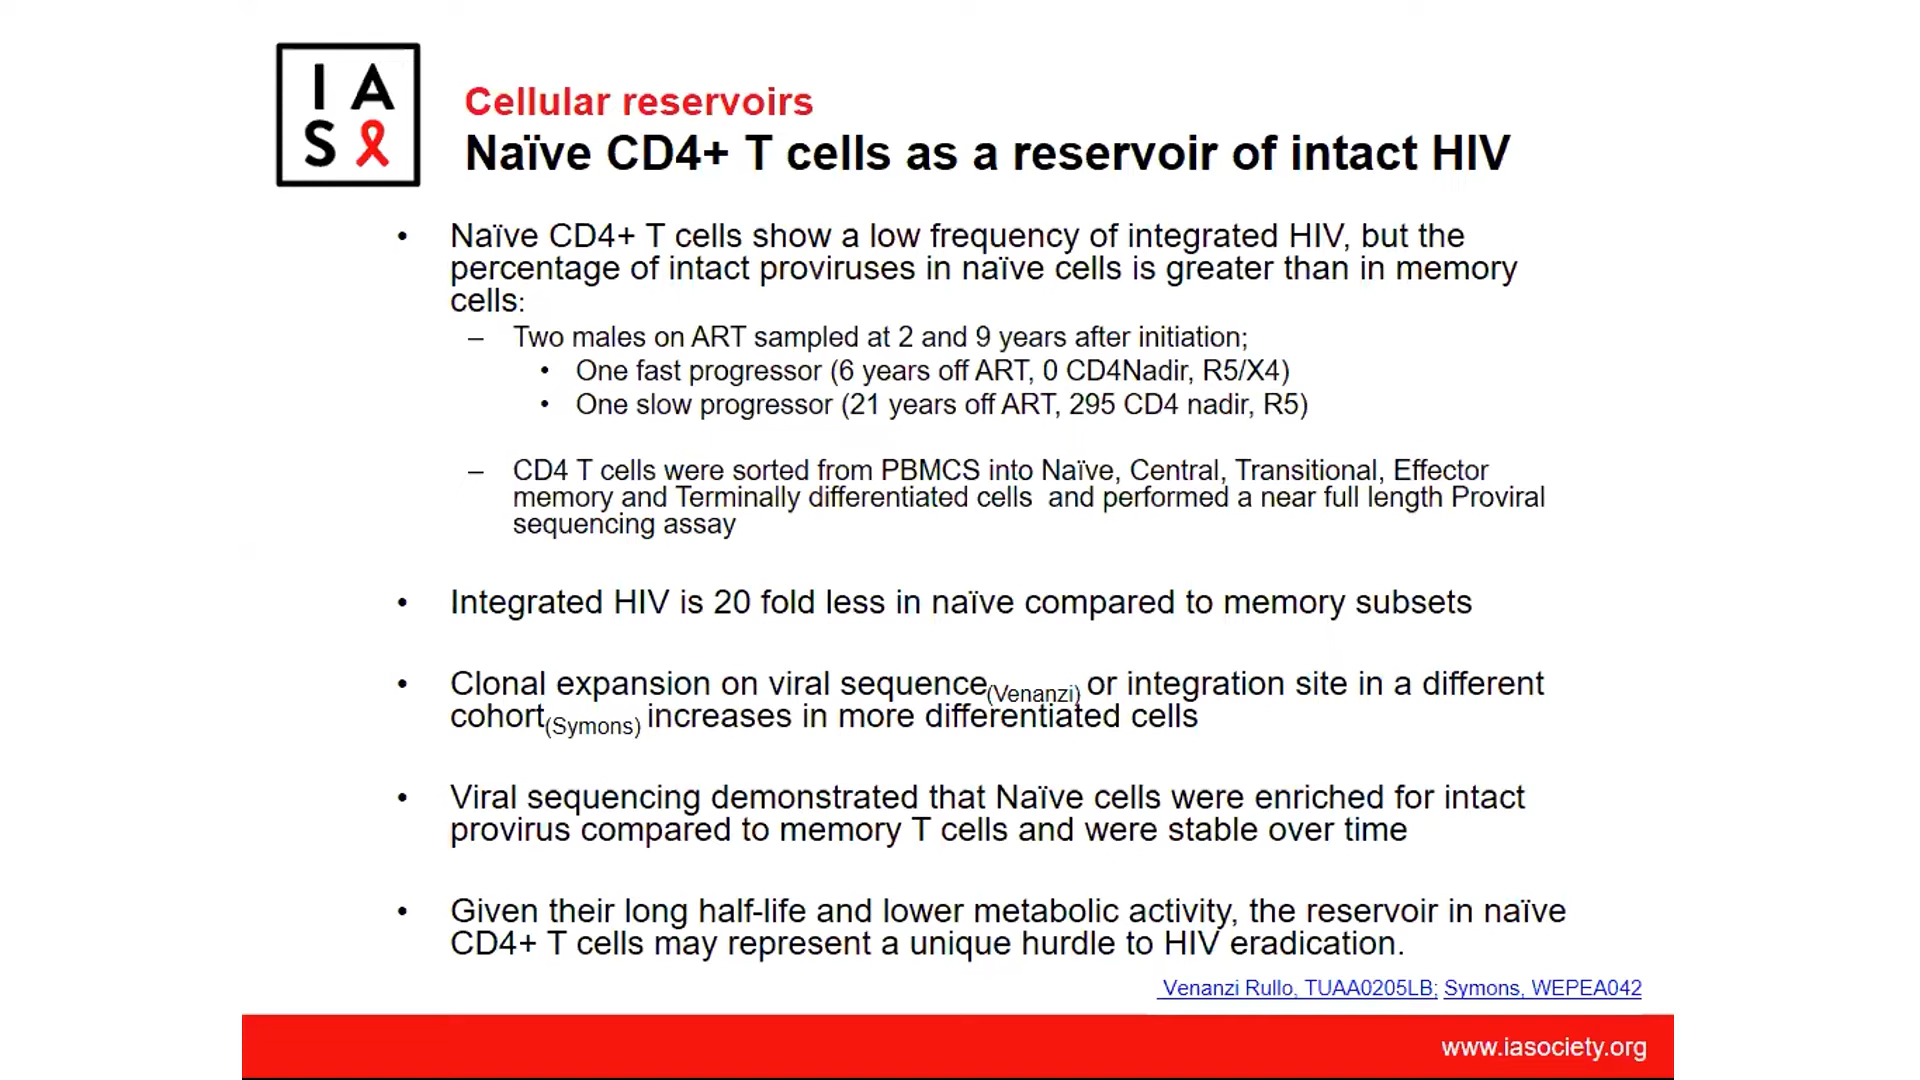 I A
S
Cellular reservoirs
Naïve CD4+ T cells as a reservoir of intact HIV
• Naïve CD4+ T cells show a low frequency of integrated HIV, but the
percentage of intact proviruses in naïve cells is greater than in memory
cells:
– Two males on ART sampled at 2 and 9 years after initiation;
• One fast progressor (6 years off ART, 0 CD4Nadir, R5/X4)
• One slow progressor (21 years off ART, 295 CD4 nadir, R5)
– CD4 T cells were sorted from PBMCS into Naïve, Central, Transitional, Effector
memory and Terminally differentiated cells and performed a near full length Proviral
sequencing assay
• Integrated HIV is 20 fold less in naïve compared to memory subsets
• Clonal expansion on viral sequence(Venanzi) or integration site in a different
cohort(Symons) increases in more differentiated cells
• Viral sequencing demonstrated that Naïve cells were enriched for intact
provirus compared to memory T cells and were stable over time
• Given their long half-life and lower metabolic activity, the reservoir in naïve
CD4+ T cells may represent a unique hurdle to HIV eradication.
Venanzi Rullo, TUAA0205LB; Symons, WEPEA042
www.iasociety.org